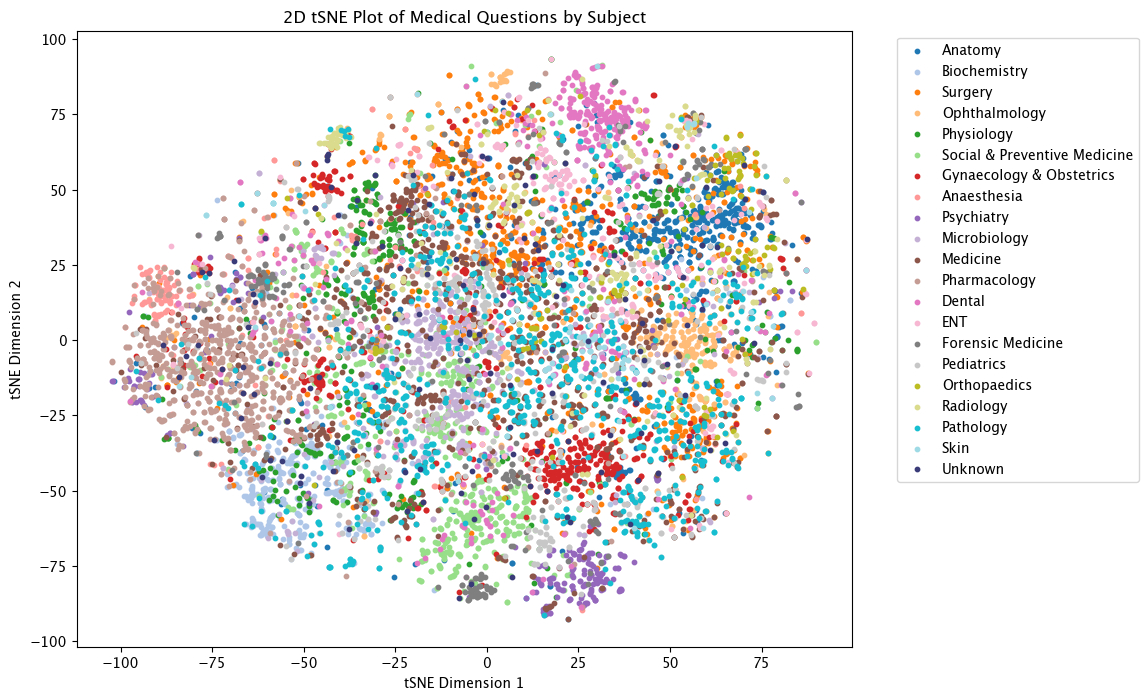 2D tSNE Plot of Medical Questions by Subject
100
75
50
25
0
−25
−50
−75
−100
tSNE Dimension 2
−100
−75
−50
−25
0
25
50
75
tSNE Dimension 1
Anatomy
Biochemistry
Surgery
Ophthalmology
Physiology
Social & Preventive Medicine
Gynaecology & Obstetrics
Anaesthesia
Psychiatry
Microbiology
Medicine
Pharmacology
Dental
ENT
Forensic Medicine
Pediatrics
Orthopaedics
Radiology
Pathology
Skin
Unknown